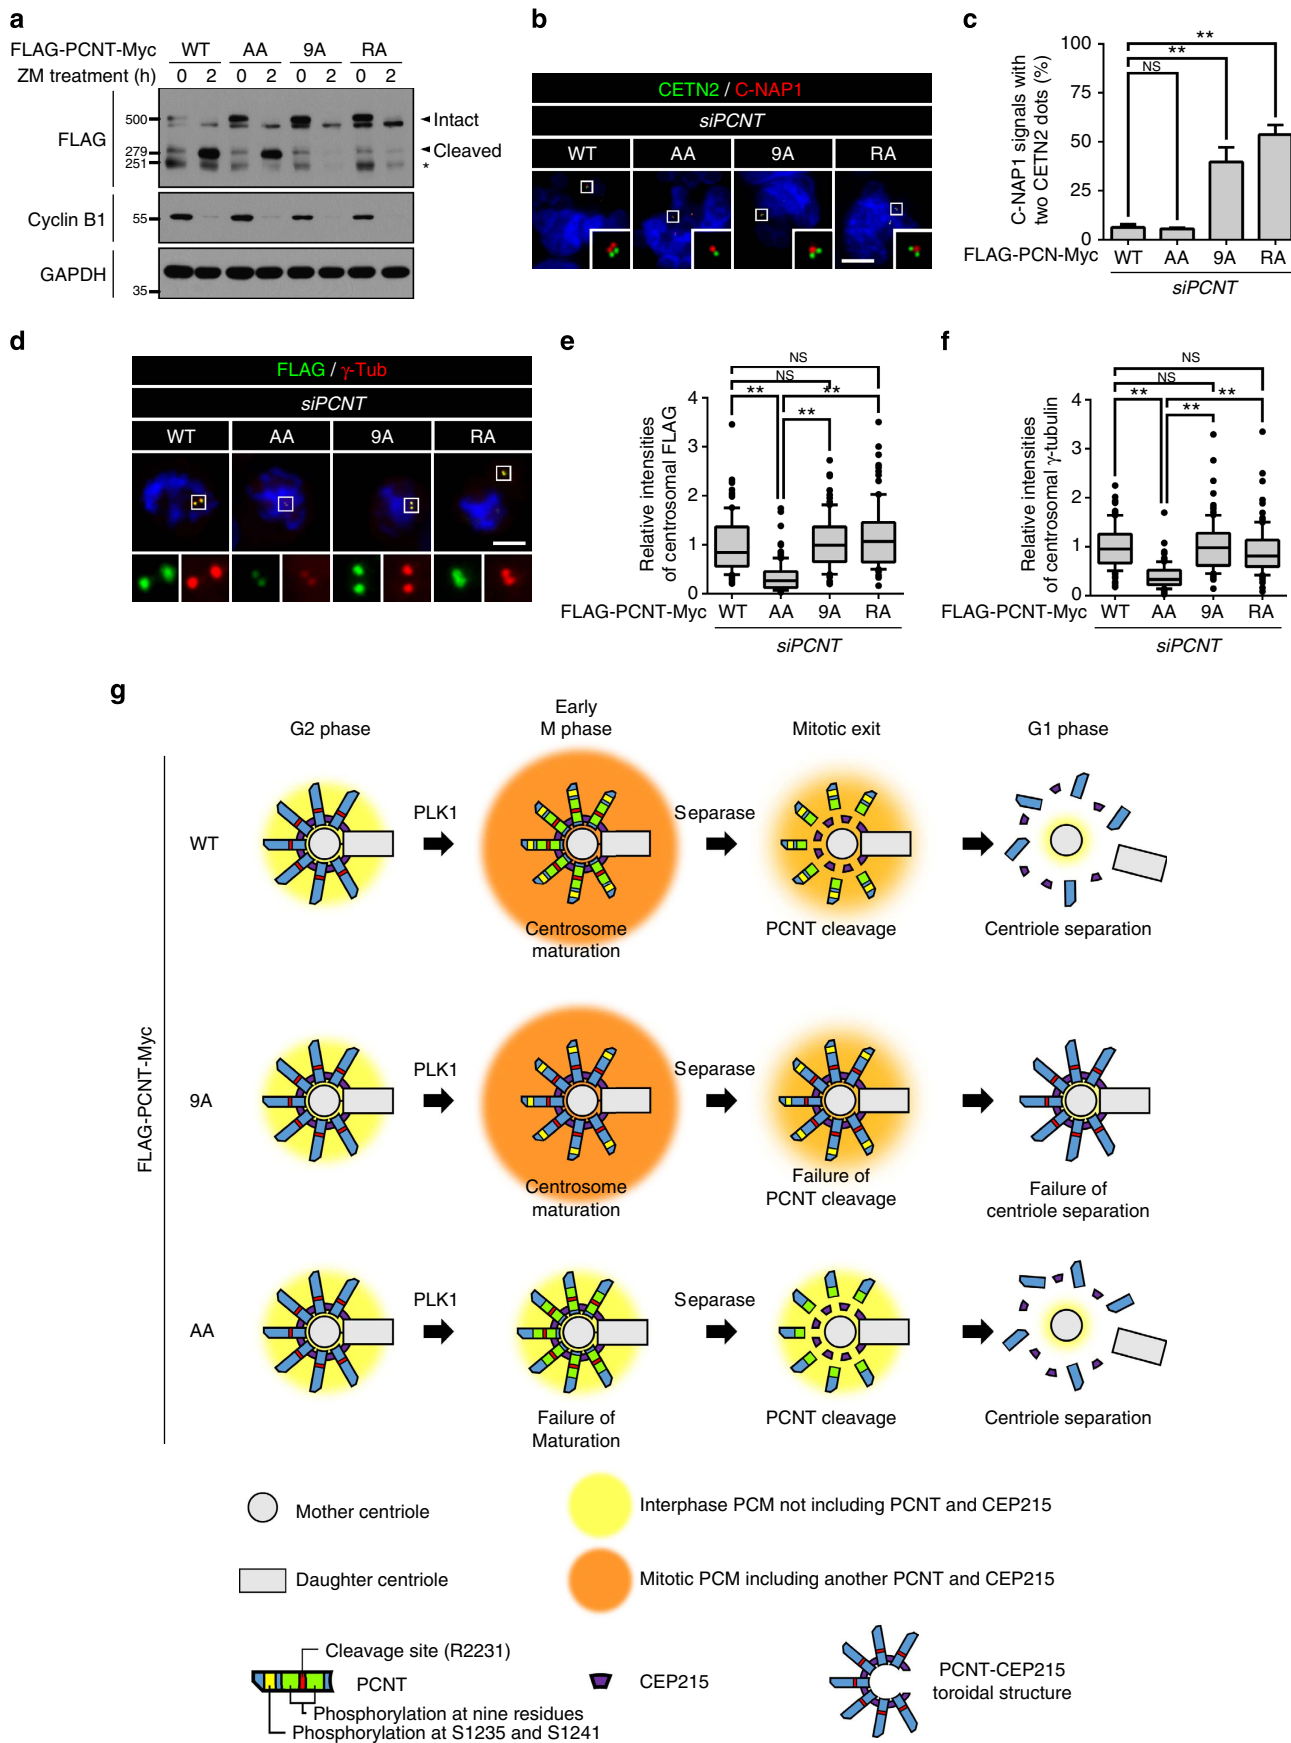 a
FLAG-PCNT-Myc WT AA 9A RA
ZM treatment (h) 0 2 0 2 0 2 0 2
FLAG
500
279
251
Intact
Cleaved
*
Cyclin B1
55
GAPDH
35
b
CETN2 / C-NAP1
siPCNT
WT AA 9A RA
c
C-NAP1 signals with
two CETN2 dots (%)
100
75
50
25
0
**
**
NS
FLAG-PCN-Myc WT AA 9A RA
siPCNT
d
FLAG / γ-Tub
siPCNT
WT AA 9A RA
e
Relative intensities
of centrosomal FLAG
4
3
2
1
0
NS
NS
** **
**
FLAG-PCNT-Myc WT AA 9A RA
siPCNT
f
Relative intensities
of centrosomal γ-tubulin
4
3
2
1
0
NS
NS
** **
**
FLAG-PCNT-Myc WT AA 9A RA
siPCNT
g
G2 phase
Early
M phase
Mitotic exit
G1 phase
FLAG-PCNT-Myc
WT
PLK1
Separase
Centrosome
maturation
PCNT cleavage
Centriole separation
9A
PLK1
Separase
Centrosome
maturation
Failure of
PCNT cleavage
Failure of
centriole separation
AA
PLK1
Separase
Failure of
Maturation
PCNT cleavage
Centriole separation
Mother centriole
Interphase PCM not including PCNT and CEP215
Daughter centriole
Mitotic PCM including another PCNT and CEP215
Cleavage site (R2231)
PCNT
Phosphorylation at nine residues
Phosphorylation at S1235 and S1241
CEP215
PCNT-CEP215
toroidal structure